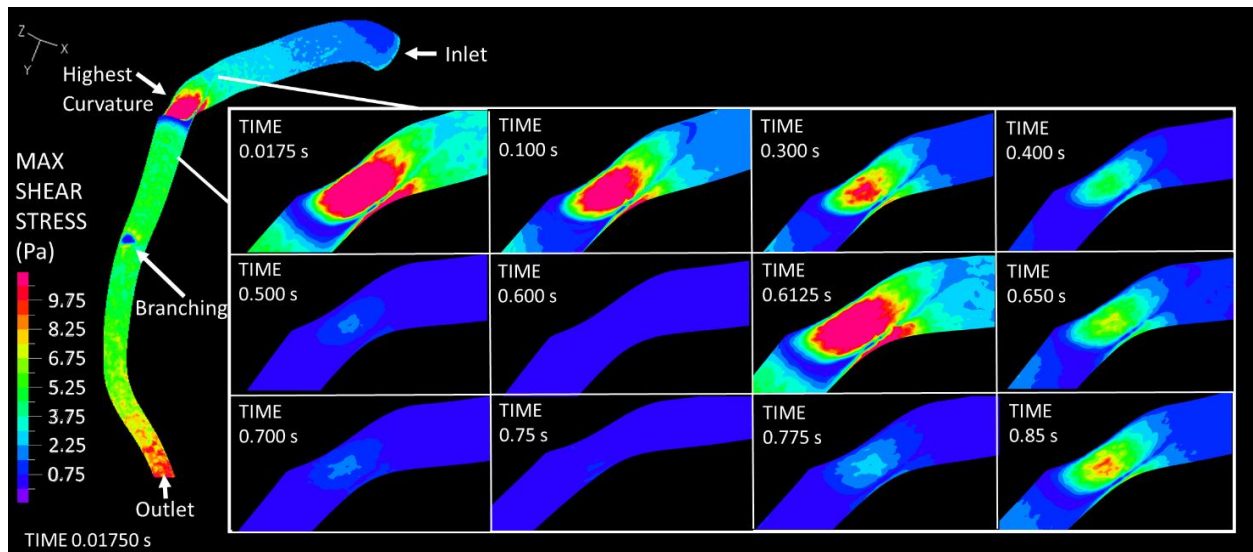 Z
X
Y
Inlet
Highest
Curvature
MAX
SHEAR
STRESS
(Pa)
9.75
8.25
6.75
5.25
3.75
2.25
0.75
Branching
Outlet
TIME 0.01750 s
TIME
0.0175 s
TIME
0.100 s
TIME
0.300 s
TIME
0.400 s
TIME
0.500 s
TIME
0.600 s
TIME
0.6125 s
TIME
0.650 s
TIME
0.700 s
TIME
0.75 s
TIME
0.775 s
TIME
0.85 s